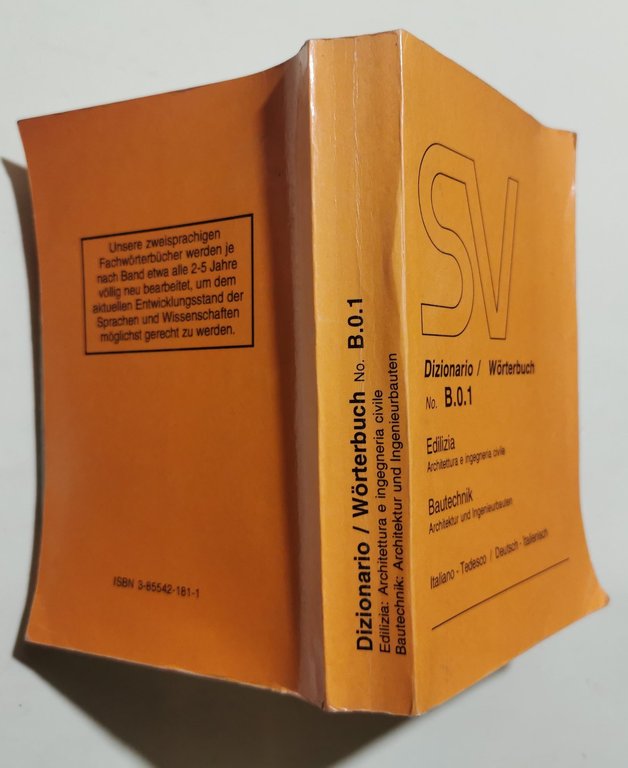 Unsere zweisprachigen
Fachwörterbücher werden je
nach Band etwa alle 2-5 Jahre
völlig neu bearbeitet, um dem
aktuellen Entwicklungsstand der
Sprachen und Wissenschaften
möglichst gerecht zu werden.
ISBN 3-85542-181-1
Dizionario / Wörterbuch No. B.0.1
Edilizia: Architettura e ingegneria civile
Bautechnik: Architektur und Ingenieurbauten
SV
Dizionario / Wörterbuch
No. B.0.1
Edilizia
Architettura e ingegneria civile
Bautechnik
Architektur und Ingenieurbauten
Italiano - Tedesco / Deutsch - Italienisch